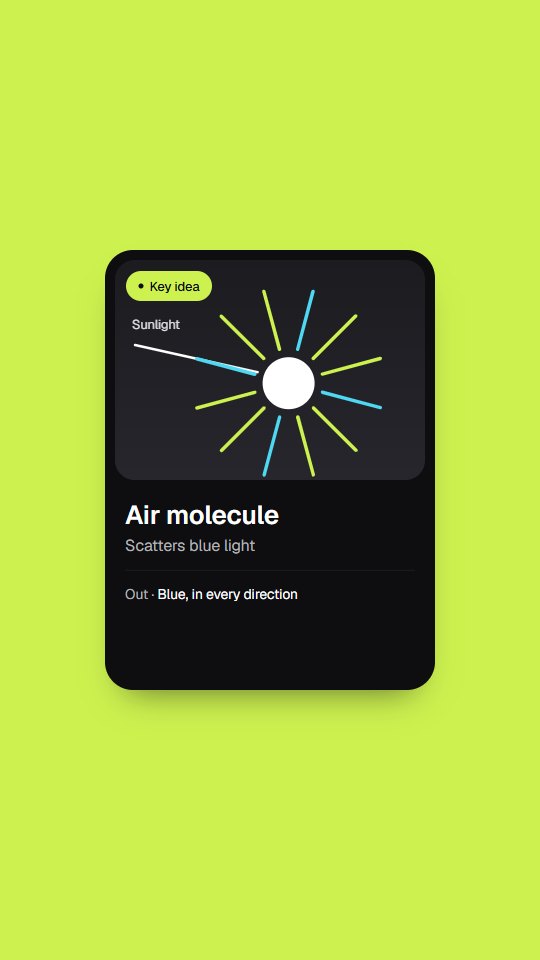 Key idea
Sunlight
Air molecule
Scatters blue light
Out · Blue, in every direction